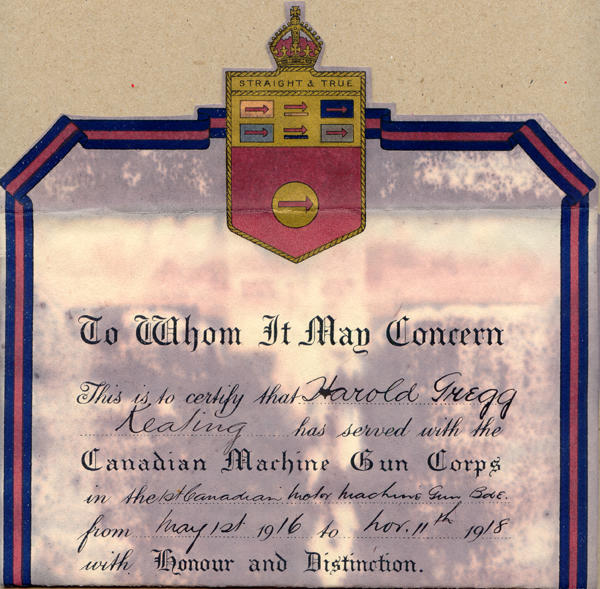 STRAIGHT & TRUE
To Whom It May Concern
This is to certify that Harold Gregg
Keating has served with the
Canadian Machine Gun Corps
in the 1st Canadian Motor Machine Gun Bde.
from May 1st 1916 to Nov. 11th 1918
with Honour and Distinction.